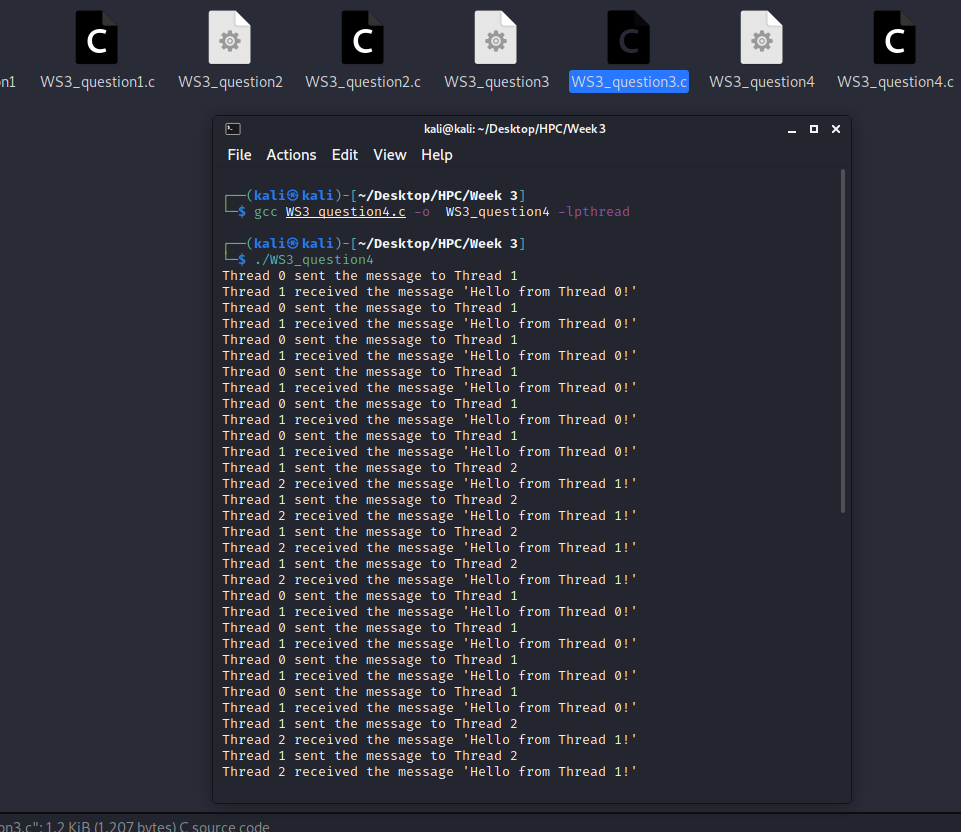 C C C C
n1 WS3_question1.c WS3_question2 WS3_question2.c WS3_question3 WS3_question3.c WS3_question4 WS3_question4.c
kali@kali: ~/Desktop/HPC/Week 3
File Actions Edit View Help
┌──(kali㉿kali)-[~/Desktop/HPC/Week 3]
└─$ gcc WS3_question4.c -o  WS3_question4 -lpthread
┌──(kali㉿kali)-[~/Desktop/HPC/Week 3]
└─$ ./WS3_question4
Thread 0 sent the message to Thread 1
Thread 1 received the message 'Hello from Thread 0!'
Thread 0 sent the message to Thread 1
Thread 1 received the message 'Hello from Thread 0!'
Thread 0 sent the message to Thread 1
Thread 1 received the message 'Hello from Thread 0!'
Thread 0 sent the message to Thread 1
Thread 1 received the message 'Hello from Thread 0!'
Thread 0 sent the message to Thread 1
Thread 1 received the message 'Hello from Thread 0!'
Thread 0 sent the message to Thread 1
Thread 1 received the message 'Hello from Thread 0!'
Thread 1 sent the message to Thread 2
Thread 2 received the message 'Hello from Thread 1!'
Thread 1 sent the message to Thread 2
Thread 2 received the message 'Hello from Thread 1!'
Thread 1 sent the message to Thread 2
Thread 2 received the message 'Hello from Thread 1!'
Thread 1 sent the message to Thread 2
Thread 2 received the message 'Hello from Thread 1!'
Thread 0 sent the message to Thread 1
Thread 1 received the message 'Hello from Thread 0!'
Thread 0 sent the message to Thread 1
Thread 1 received the message 'Hello from Thread 0!'
Thread 0 sent the message to Thread 1
Thread 1 received the message 'Hello from Thread 0!'
Thread 0 sent the message to Thread 1
Thread 1 received the message 'Hello from Thread 0!'
Thread 1 sent the message to Thread 2
Thread 2 received the message 'Hello from Thread 1!'
Thread 1 sent the message to Thread 2
Thread 2 received the message 'Hello from Thread 1!'
on3.c": 1.2 KiB (1,207 bytes) C source code